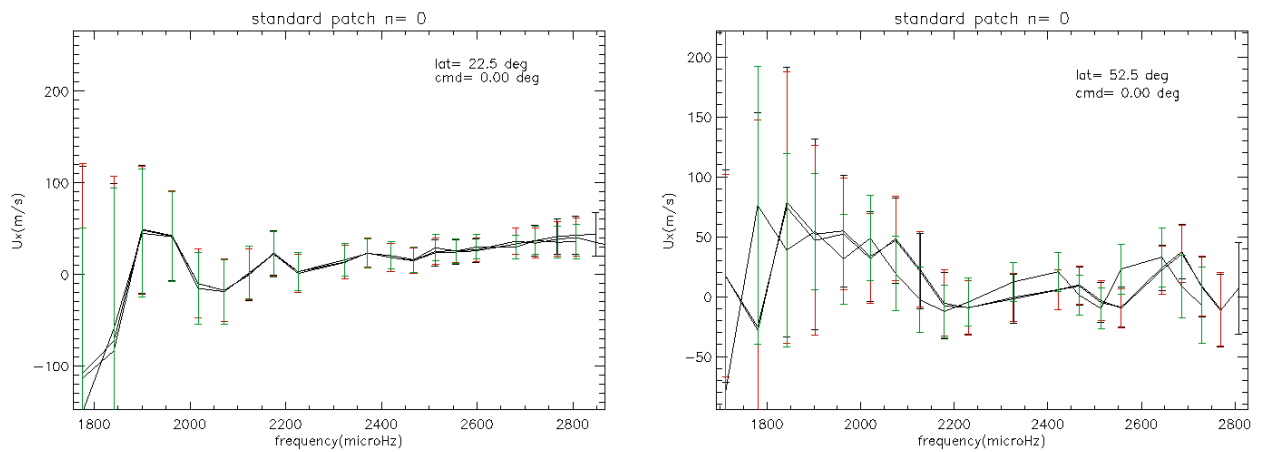 standard patch n= 0
lat= 22.5 deg
cmd= 0.00 deg
200
100
0
−100
Ux(m/s)
1800 2000 2200 2400 2600 2800
frequency(microHz)
standard patch n= 0
lat= 52.5 deg
cmd= 0.00 deg
200
150
100
50
0
−50
Ux(m/s)
1800 2000 2200 2400 2600 2800
frequency(microHz)